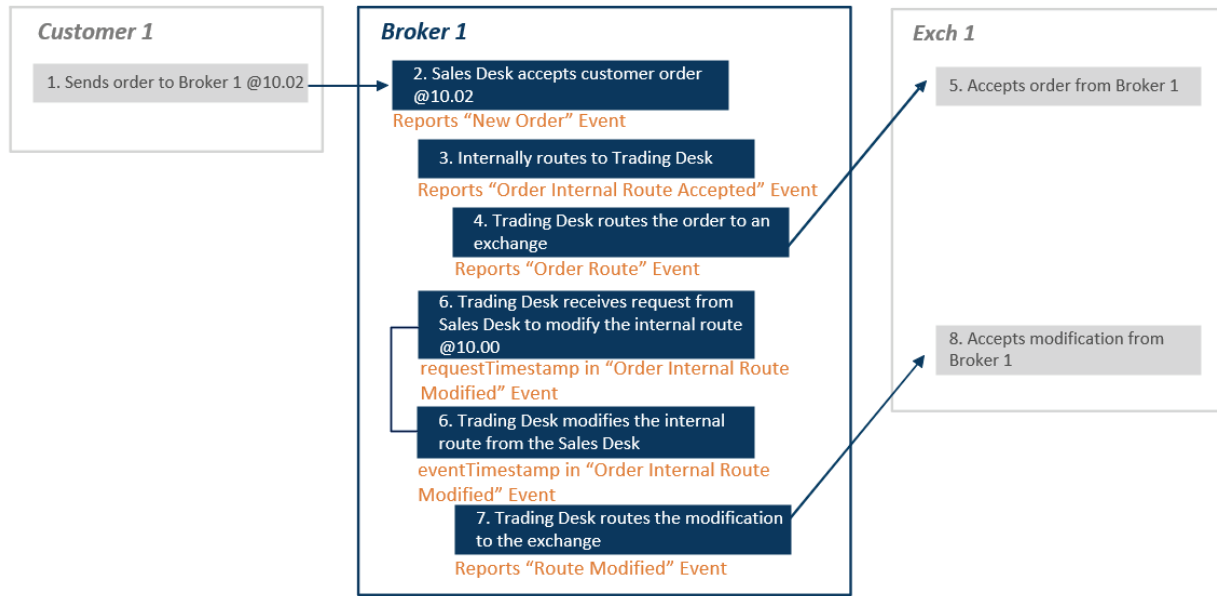 Customer 1
1. Sends order to Broker 1 @10.02
Broker 1
2. Sales Desk accepts customer order
@10.02
Reports “New Order” Event
3. Internally routes to Trading Desk
Reports “Order Internal Route Accepted” Event
4. Trading Desk routes the order to an
exchange
Reports “Order Route” Event
6. Trading Desk receives request from
Sales Desk to modify the internal route
@10.00
requestTimestamp in “Order Internal Route
Modified” Event
6. Trading Desk modifies the internal
route from the Sales Desk
eventTimestamp in “Order Internal Route
Modified” Event
7. Trading Desk routes the modification
to the exchange
Reports “Route Modified” Event
Exch 1
5. Accepts order from Broker 1
8. Accepts modification from
Broker 1